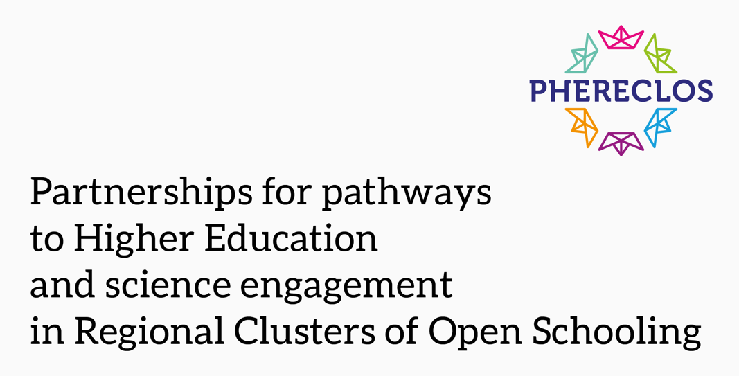 PHERECLOS
Partnerships for pathways
to Higher Education
and science engagement
in Regional Clusters of Open Schooling